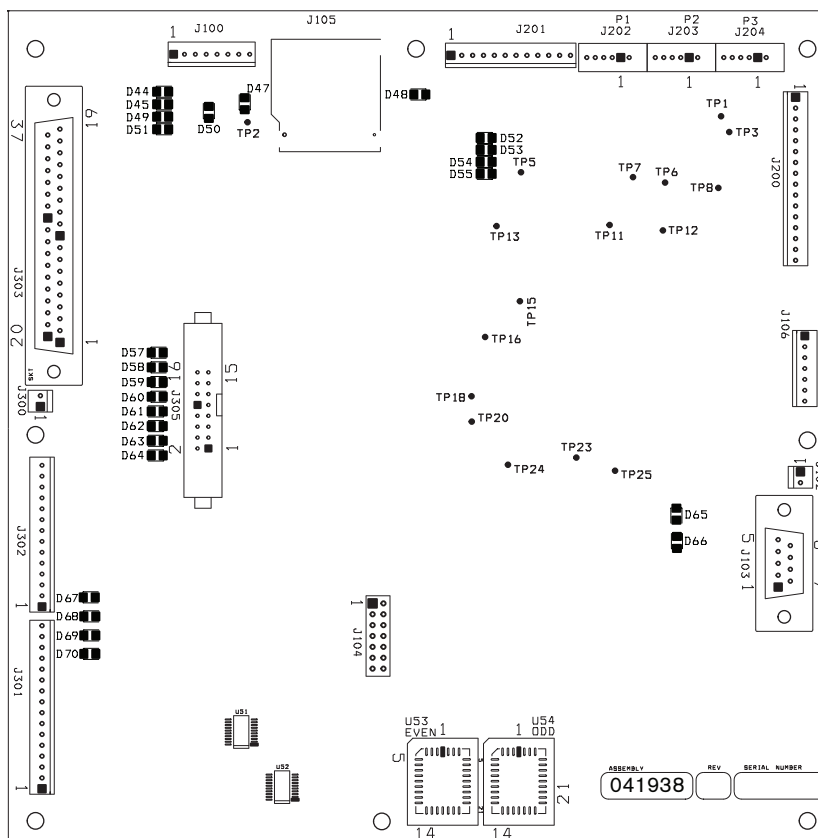 P1 P2 P3
1 J100 J105 1 J201 J202 J203 J204
1 1 1
D44
D45
D49
D51
D50
D47
TP2
D48
D52
D53
D54
D55
TP5
TP1
TP3
TP7
TP6
TP8
TP13
TP11
TP12
1
J200
37
19
J303
20
1
SK1
J300
1
TP15
TP16
J106
D57
D58
D59
D60
D61
D62
D63
D64
16
15
J305
2
1
TP18
TP20
TP23
TP24
TP25
1
D65
D66
5
J103
1
J302
1
D67
D68
D69
D70
J301
1
1
J104
U51
U52
U53
EVEN 1
5
14
U54
1 ODD
21
14
ASSEMBLY REV SERIAL NUMBER
041938